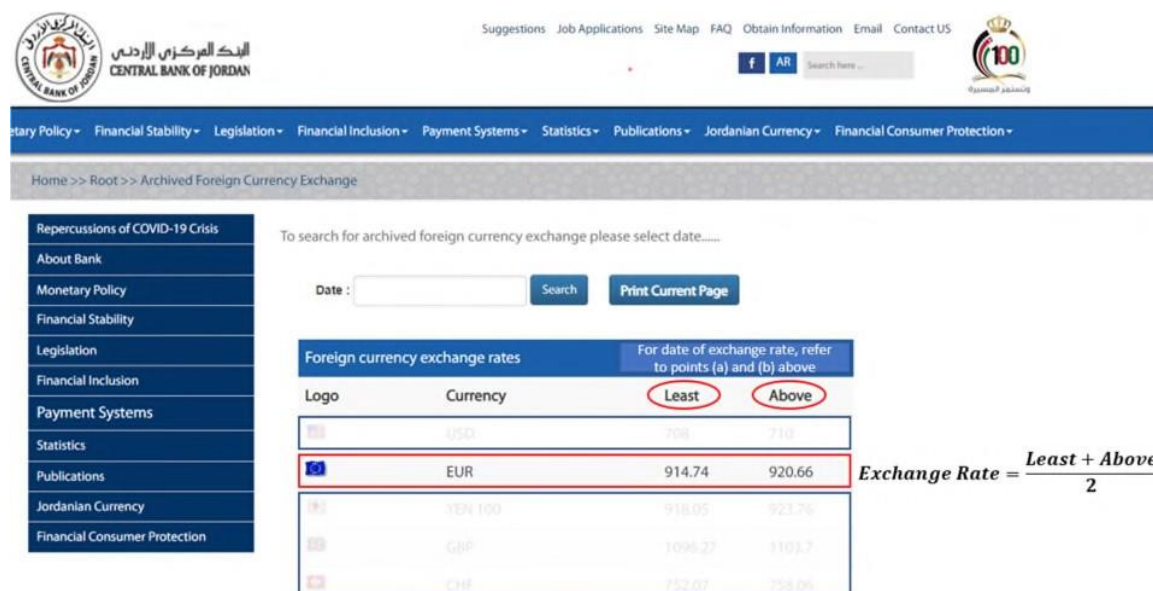 Suggestions Job Applications Site Map FAQ Obtain Information Email Contact US
البنك المركزي الأردني
CENTRAL BANK OF JORDAN
CENTRAL BANK OF
f AR Search here ...
100
وتستمر المسيرة
etary Policy Financial Stability Legislation Financial Inclusion Payment Systems Statistics Publications Jordanian Currency Financial Consumer Protection
Home >> Root >> Archived Foreign Currency Exchange
Repercussions of COVID-19 Crisis
About Bank
Monetary Policy
Financial Stability
Legislation
Financial Inclusion
Payment Systems
Statistics
Publications
Jordanian Currency
Financial Consumer Protection
To search for archived foreign currency exchange please select date......
Date : Search Print Current Page
Foreign currency exchange rates
For date of exchange rate, refer
to points (a) and (b) above
Logo Currency Least Above
USD 708 710
EUR 914.74 920.66
YEN 100 918.05 923.76
GBP 1096.27 1103.7
CHF 752.07 758.06
Exchange Rate = Least + Above
2